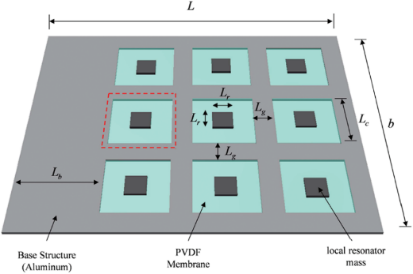 L
L_r
L_r
L_g
L_c
b
L_g
L_b
Base Structure
(Aluminum)
PVDF
Membrane
local resonator
mass